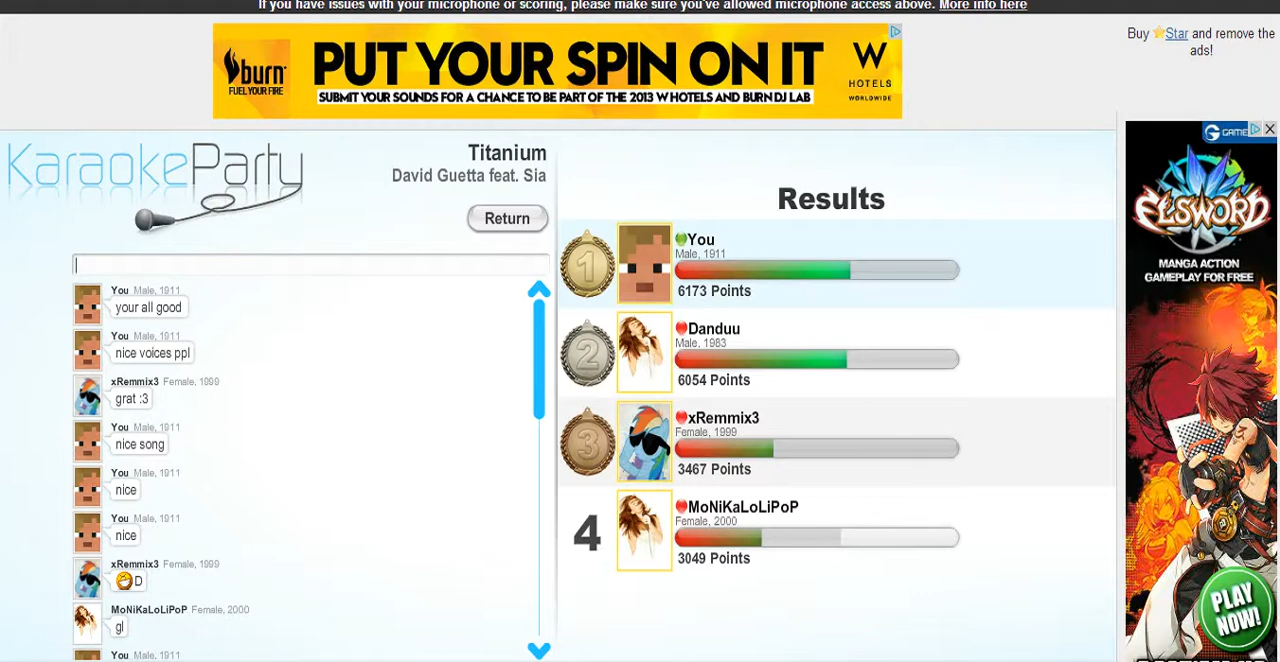 If you have issues with your microphone or scoring, please make sure you've allowed microphone access above. More info here
burn
FUEL YOUR FIRE
PUT YOUR SPIN ON IT
SUBMIT YOUR SOUNDS FOR A CHANCE TO BE PART OF THE 2013 W HOTELS AND BURN DJ LAB
W
HOTELS
WORLDWIDE
Buy Star and remove the
ads!
KaraokeParty
Titanium
David Guetta feat. Sia
Return
You Male, 1911
your all good
You Male, 1911
nice voices ppl
xRemmix3 Female, 1999
grat :3
You Male, 1911
nice song
You Male, 1911
nice
You Male, 1911
nice
xRemmix3 Female, 1999
D
MoNiKaLoLiPoP Female, 2000
gl
You Male, 1911
Results
1
You
Male, 1911
6173 Points
2
Danduu
Male, 1983
6054 Points
3
xRemmix3
Female, 1999
3467 Points
4
MoNiKaLoLiPoP
Female, 2000
3049 Points
GAME
ELSWORD
MANGA ACTION
GAMEPLAY FOR FREE
PLAY
NOW!